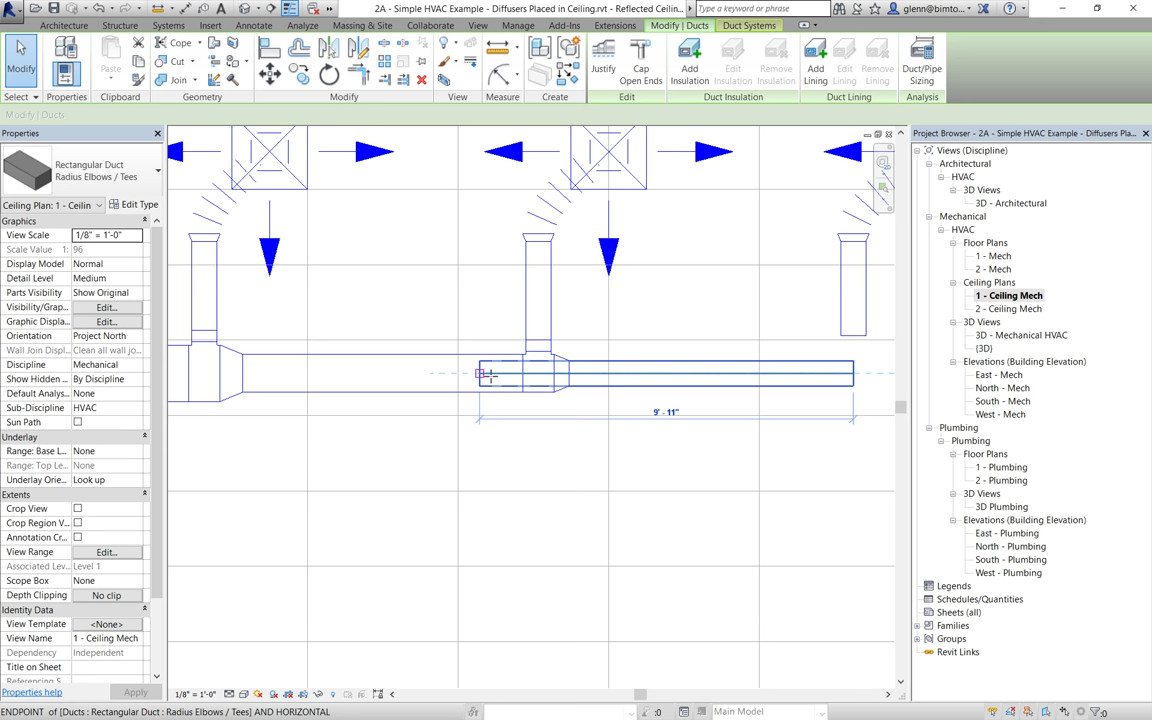 2A - Simple HVAC Example - Diffusers Placed in Ceiling.rvt - Reflected Ceilin...
Type a keyword or phrase
glenn@bimto...
Architecture Structure Systems Insert Annotate Analyze Massing & Site Collaborate View Manage Add-Ins Extensions Modify | Ducts Duct Systems
Modify
Paste
Cope
Cut
Join
Justify
Cap Open Ends
Add Insulation
Edit Insulation
Remove Insulation
Add Lining
Edit Lining
Remove Lining
Duct/Pipe Sizing
Select Properties Clipboard Geometry Modify View Measure Create Edit Duct Insulation Duct Lining Analysis
Modify | Ducts
Properties
Rectangular Duct
Radius Elbows / Tees
Ceiling Plan: 1 - Ceilin Edit Type
Graphics
View Scale 1/8" = 1'-0"
Scale Value 1: 96
Display Model Normal
Detail Level Medium
Parts Visibility Show Original
Visibility/Grap... Edit...
Graphic Displa... Edit...
Orientation Project North
Wall Join Displ... Clean all wall jo...
Discipline Mechanical
Show Hidden ... By Discipline
Default Analys... None
Sub-Discipline HVAC
Sun Path
Underlay
Range: Base L... None
Range: Top Le... None
Underlay Orie... Look up
Extents
Crop View
Crop Region V...
Annotation Cr...
View Range Edit...
Associated Lev... Level 1
Scope Box None
Depth Clipping No clip
Identity Data
View Template <None>
View Name 1 - Ceiling Mech
Dependency Independent
Title on Sheet
Properties help Apply
9' - 11"
1/8" = 1'-0"
Project Browser - 2A - Simple HVAC Example - Diffusers Pla...
Views (Discipline)
Architectural
HVAC
3D Views
3D - Architectural
Mechanical
HVAC
Floor Plans
1 - Mech
2 - Mech
Ceiling Plans
1 - Ceiling Mech
2 - Ceiling Mech
3D Views
3D - Mechanical HVAC
{3D}
Elevations (Building Elevation)
East - Mech
North - Mech
South - Mech
West - Mech
Plumbing
Plumbing
Floor Plans
1 - Plumbing
2 - Plumbing
3D Views
3D Plumbing
Elevations (Building Elevation)
East - Plumbing
North - Plumbing
South - Plumbing
West - Plumbing
Legends
Schedules/Quantities
Sheets (all)
Families
Groups
Revit Links
ENDPOINT of [Ducts : Rectangular Duct : Radius Elbows / Tees] AND HORIZONTAL
:0
Main Model
:0